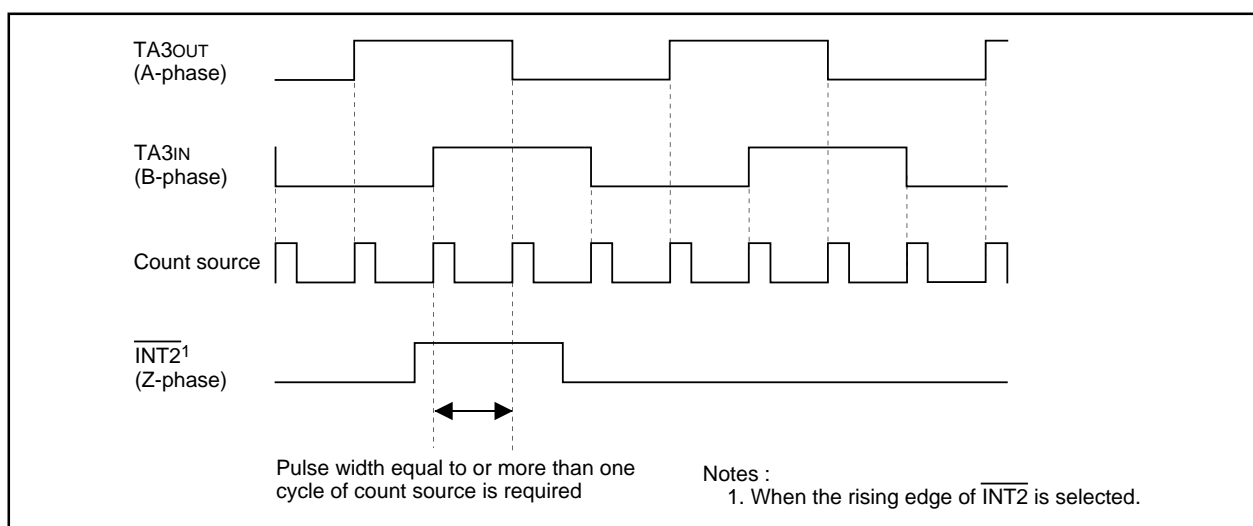 TA3OUT
(A-phase)
TA3IN
(B-phase)
Count source
INT21
(Z-phase)
Pulse width equal to or more than one
cycle of count source is required
Notes :
1. When the rising edge of INT2 is selected.